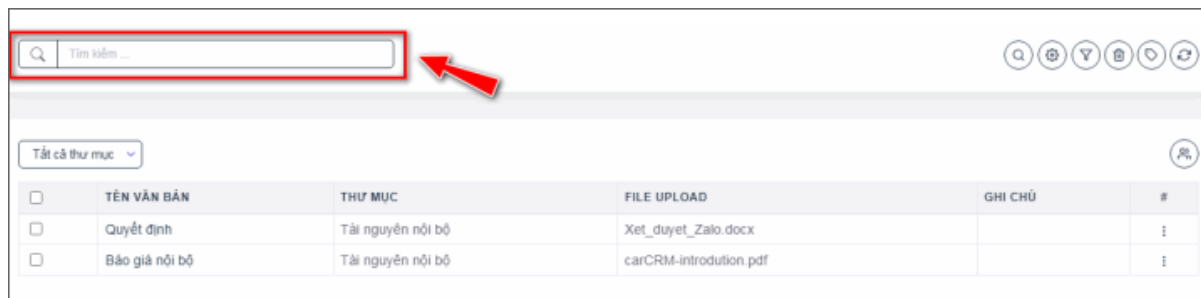 Tìm kiếm ...
Tất cả thư mục
TÊN VĂN BẢN THƯ MỤC FILE UPLOAD GHI CHÚ #
Quyết định Tài nguyên nội bộ Xet_duyet_Zalo.docx
Báo giá nội bộ Tài nguyên nội bộ carCRM-introdution.pdf